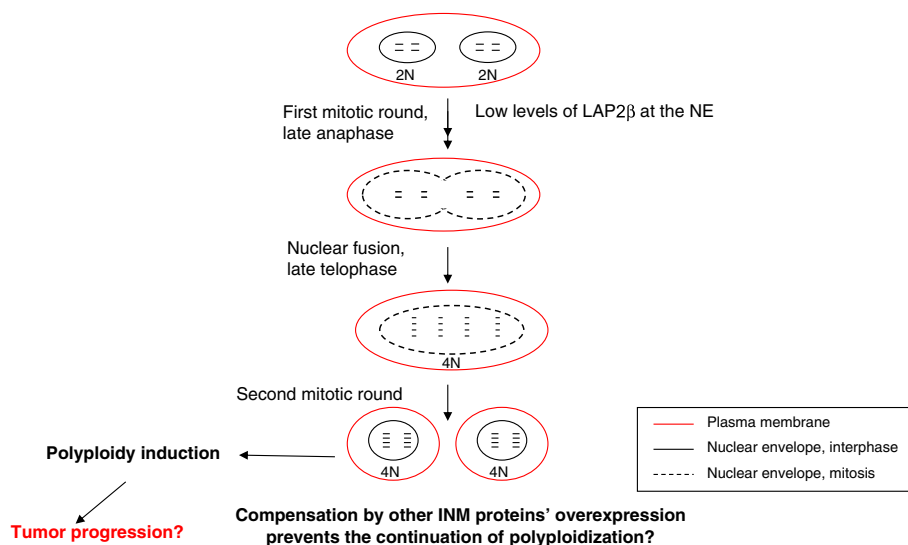 2N
2N
First mitotic round,
late anaphase
Low levels of LAP2β at the NE
Nuclear fusion,
late telophase
4N
Second mitotic round
4N
4N
Plasma membrane
Nuclear envelope, interphase
Nuclear envelope, mitosis
Polyploidy induction
Tumor progression?
Compensation by other INM proteins' overexpression
prevents the continuation of polyploidization?